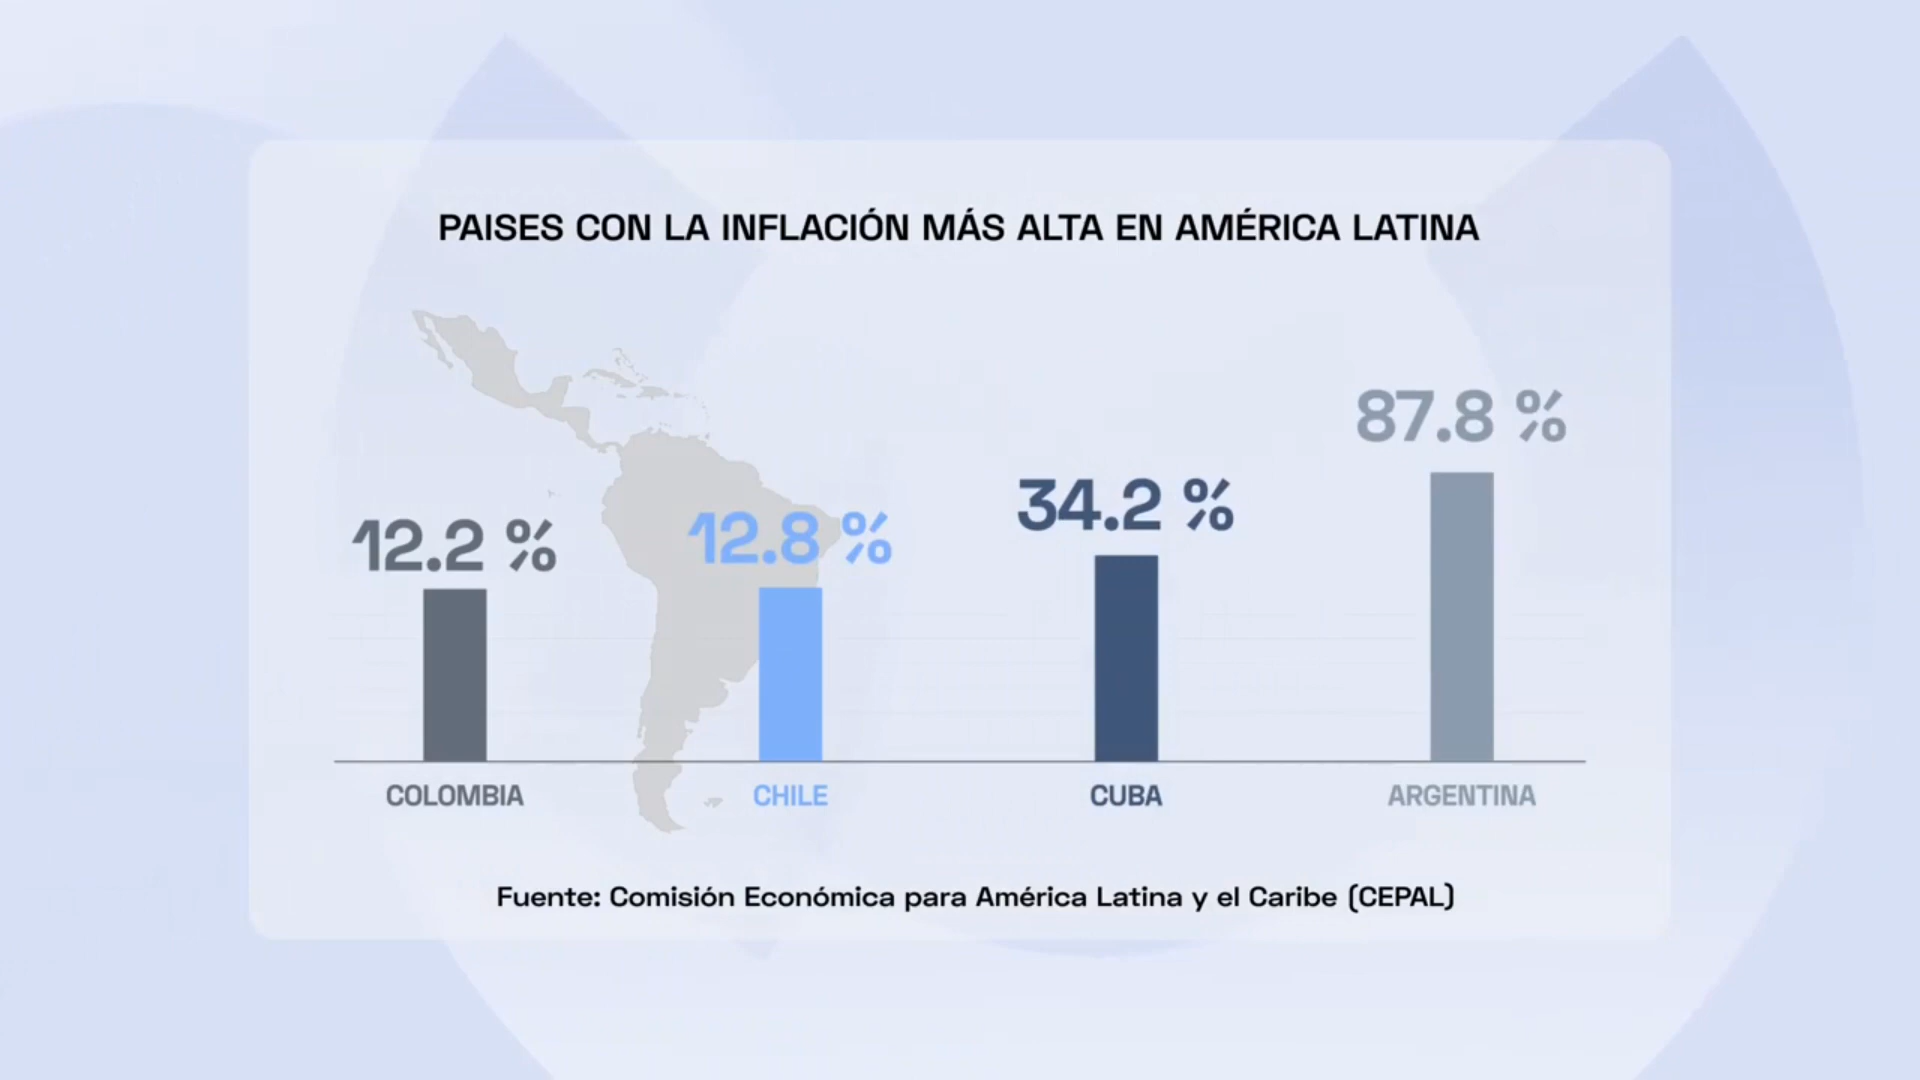 PAISES CON LA INFLACIÓN MÁS ALTA EN AMÉRICA LATINA
12.2 %
12.8 %
34.2 %
87.8 %
COLOMBIA
CHILE
CUBA
ARGENTINA
Fuente: Comisión Económica para América Latina y el Caribe (CEPAL)